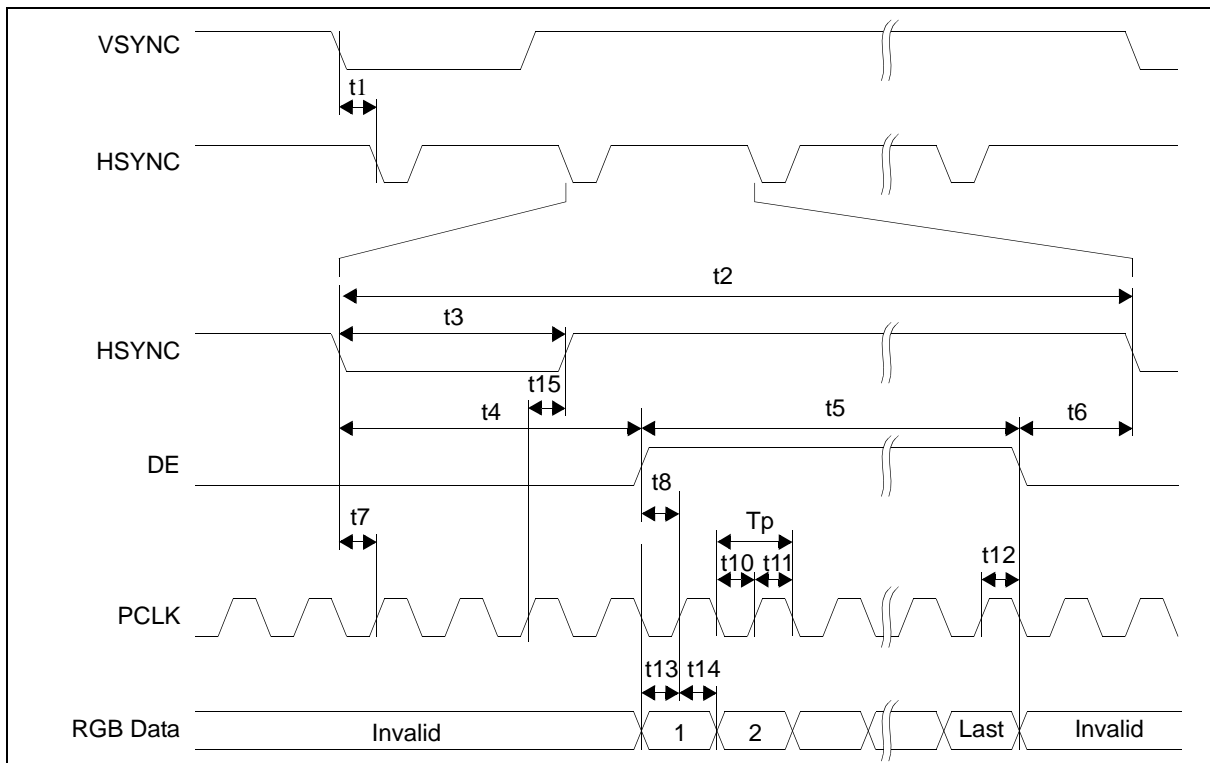 VSYNC
t1
HSYNC
t2
t3
HSYNC
t15
t4 t5 t6
DE
t8
t7 Tp
t10 t11 t12
PCLK
t13 t14
RGB Data Invalid 1 2 Last Invalid